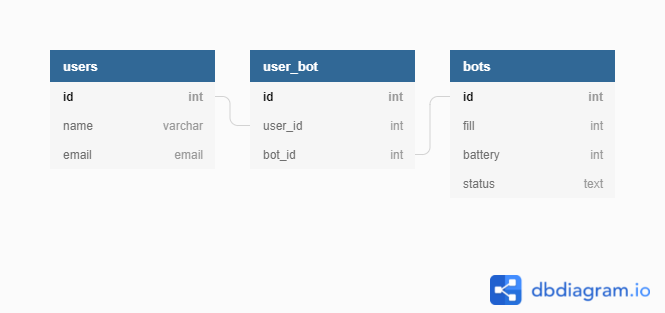 users
id int
name varchar
email email
user_bot
id int
user_id int
bot_id int
bots
id int
fill int
battery int
status text
dbdiagram.io